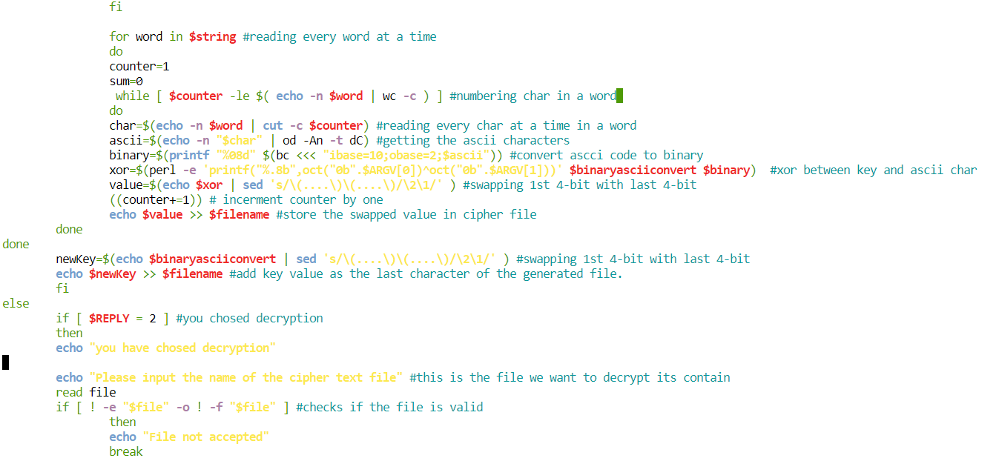 fi
for word in $string #reading every word at a time
do
counter=1
sum=0
while [ $counter -le $( echo -n $word | wc -c ) ] #numbering char in a word
do
char=$(echo -n $word | cut -c $counter) #reading every char at a time in a word
ascii=$(echo -n "$char" | od -An -t dC) #getting the ascii characters
binary=$(printf "%08d" $(bc <<< "ibase=10;obase=2;$ascii")) #convert ascci code to binary
xor=$(perl -e 'printf("%.8b",oct("0b".$ARGV[0])^oct("0b".$ARGV[1]))' $binaryasciiconvert $binary)  #xor between key and ascii char
value=$(echo $xor | sed 's/\(....\)\(....\)/\2\1/' ) #swapping 1st 4-bit with last 4-bit
((counter+=1)) # incerment counter by one
echo $value >> $filename #store the swapped value in cipher file
done
done
newKey=$(echo $binaryasciiconvert | sed 's/\(....\)\(....\)/\2\1/' ) #swapping 1st 4-bit with last 4-bit
echo $newKey >> $filename #add key value as the last character of the generated file.
fi
else
if [ $REPLY = 2 ] #you chosed decryption
then
echo "you have chosed decryption"
echo "Please input the name of the cipher text file" #this is the file we want to decrypt its contain
read file
if [ ! -e "$file" -o ! -f "$file" ] #checks if the file is valid
then
echo "File not accepted"
break